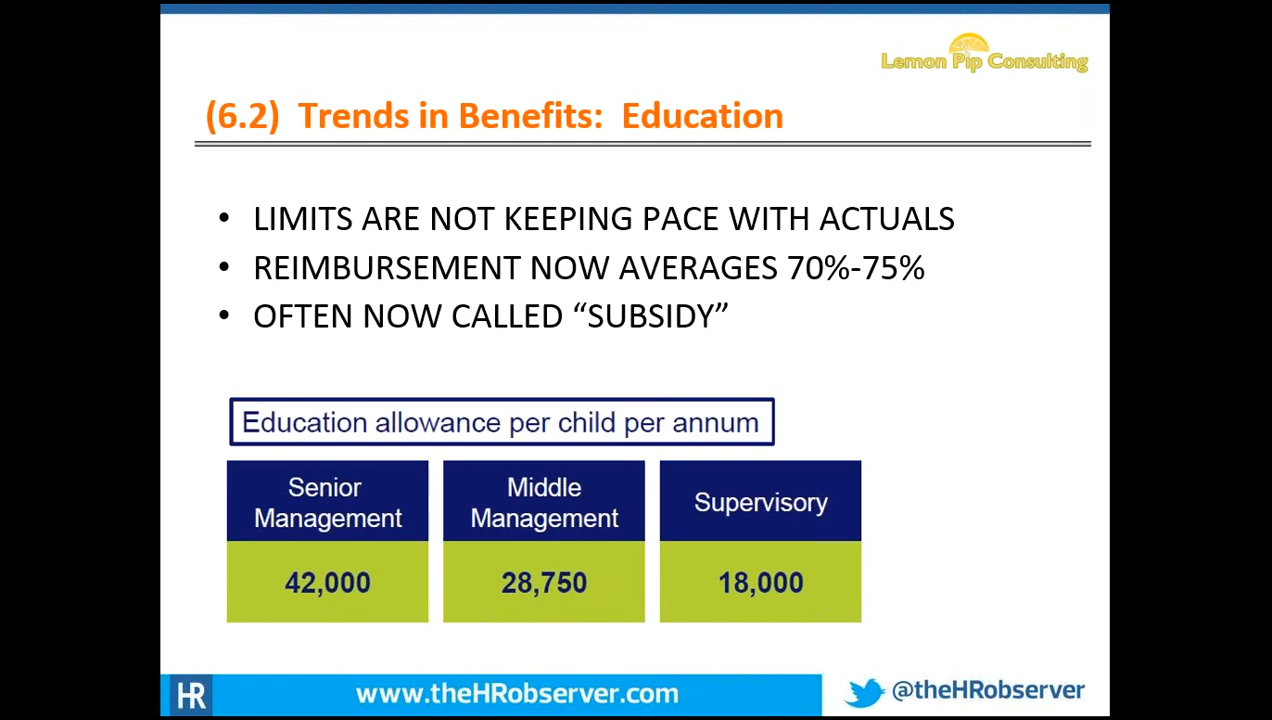 Lemon Pip Consulting
(6.2) Trends in Benefits: Education
• LIMITS ARE NOT KEEPING PACE WITH ACTUALS
• REIMBURSEMENT NOW AVERAGES 70%-75%
• OFTEN NOW CALLED “SUBSIDY”
Education allowance per child per annum
Senior
Management
Middle
Management
Supervisory
42,000
28,750
18,000
HR
www.theHRobserver.com
@theHRobserver